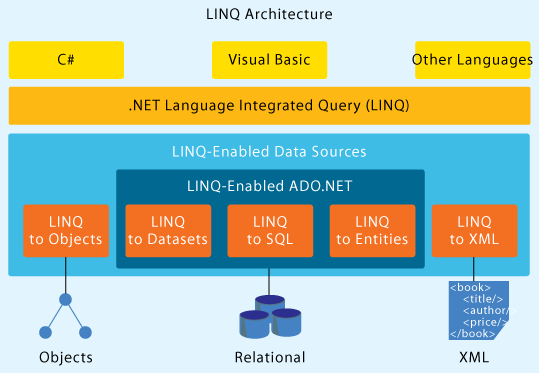 LINQ Architecture
C#
Visual Basic
Other Languages
.NET Language Integrated Query (LINQ)
LINQ-Enabled Data Sources
LINQ-Enabled ADO.NET
LINQ
to Objects
LINQ
to Datasets
LINQ
to SQL
LINQ
to Entities
LINQ
to XML
<book>
<title/>
<author/>
<price/>
</book>
Objects
Relational
XML